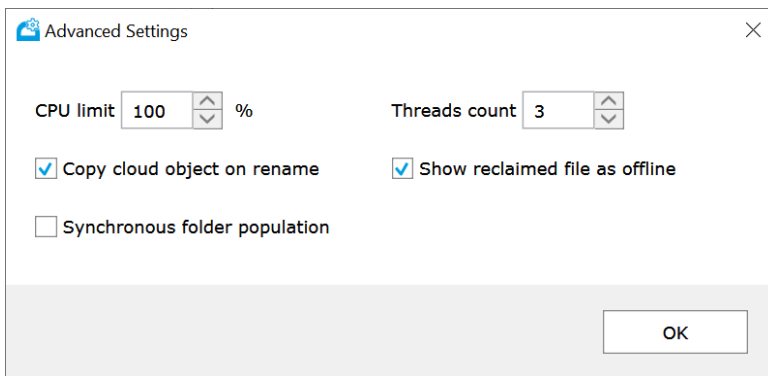 Advanced Settings
CPU limit 100 % Threads count 3
Copy cloud object on rename Show reclaimed file as offline
Synchronous folder population
OK